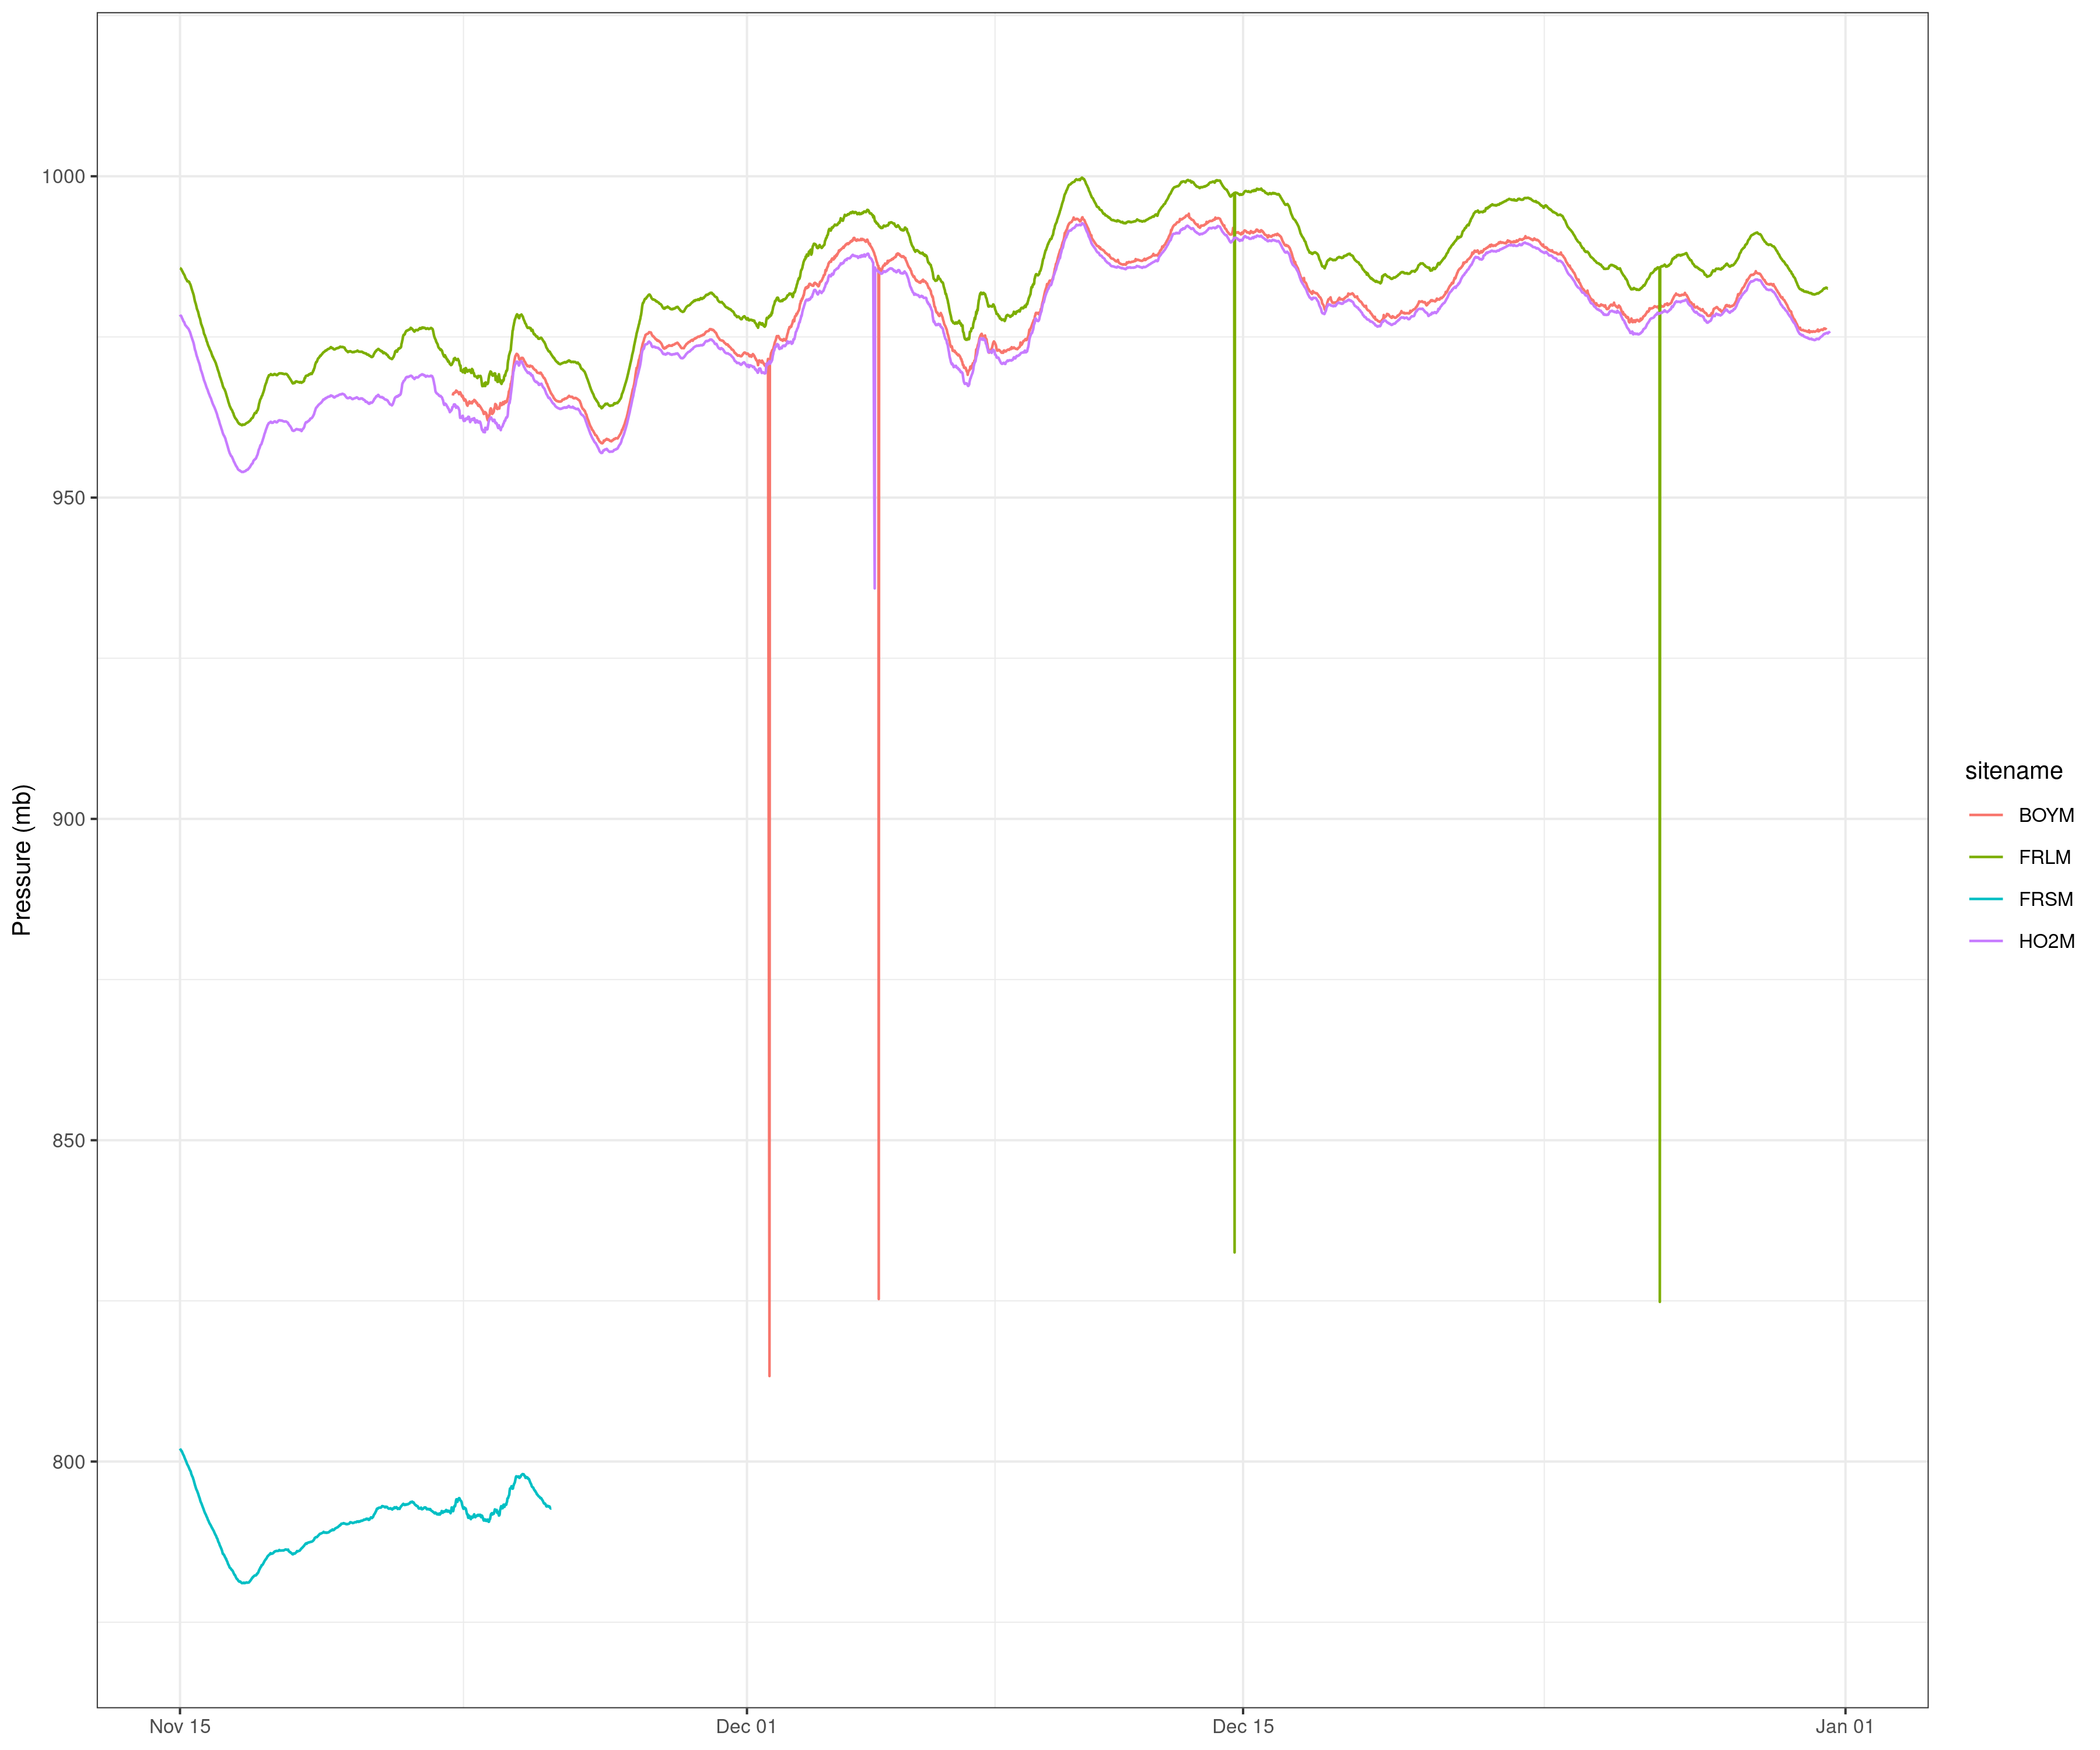 1000
950
900
850
800
Pressure (mb)
Nov 15
Dec 01
Dec 15
Jan 01
sitename
BOYM
FRLM
FRSM
HO2M